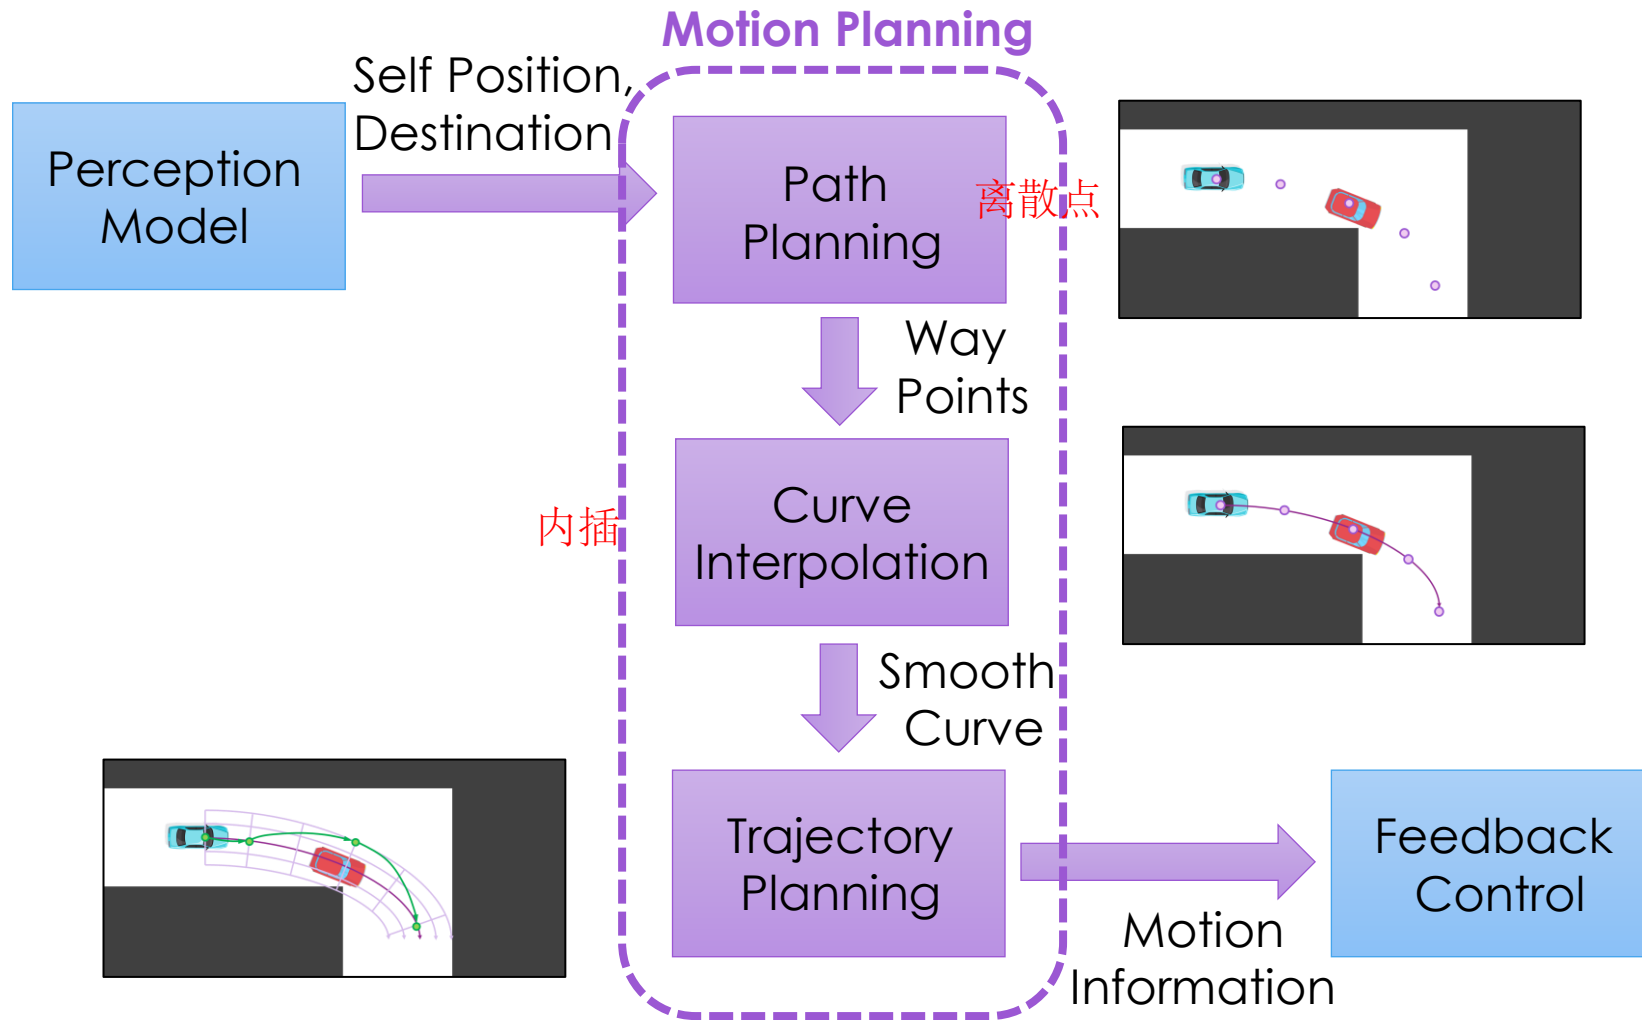 Motion Planning
Self Position,
Destination
Perception
Model
Path
Planning
离散点
Way
Points
内插
Curve
Interpolation
Smooth
Curve
Trajectory
Planning
Motion
Information
Feedback
Control